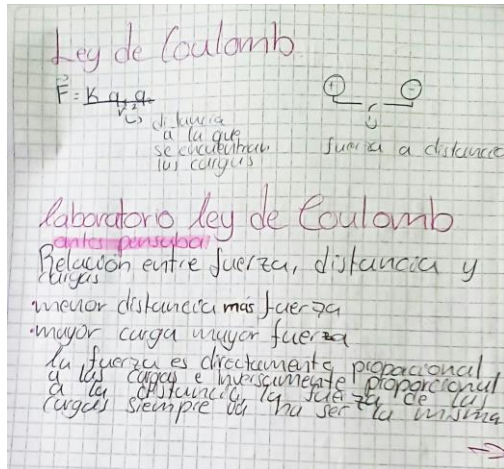 Ley de Coulomb
F = K q₁ q₂
r²
distancia
a la que
se encuentran
las cargas
+ -
r
fuerza a distancia
laboratorio ley de Coulomb
antes pensaba
Relación entre fuerza, distancia y
cargas
·menor distancia más fuerza
·mayor carga mayor fuerza
la fuerza es directamente proporcional
a las cargas e inversamente proporcional
a la distancia, la fuerza de las
cargas siempre va ha ser la misma
→